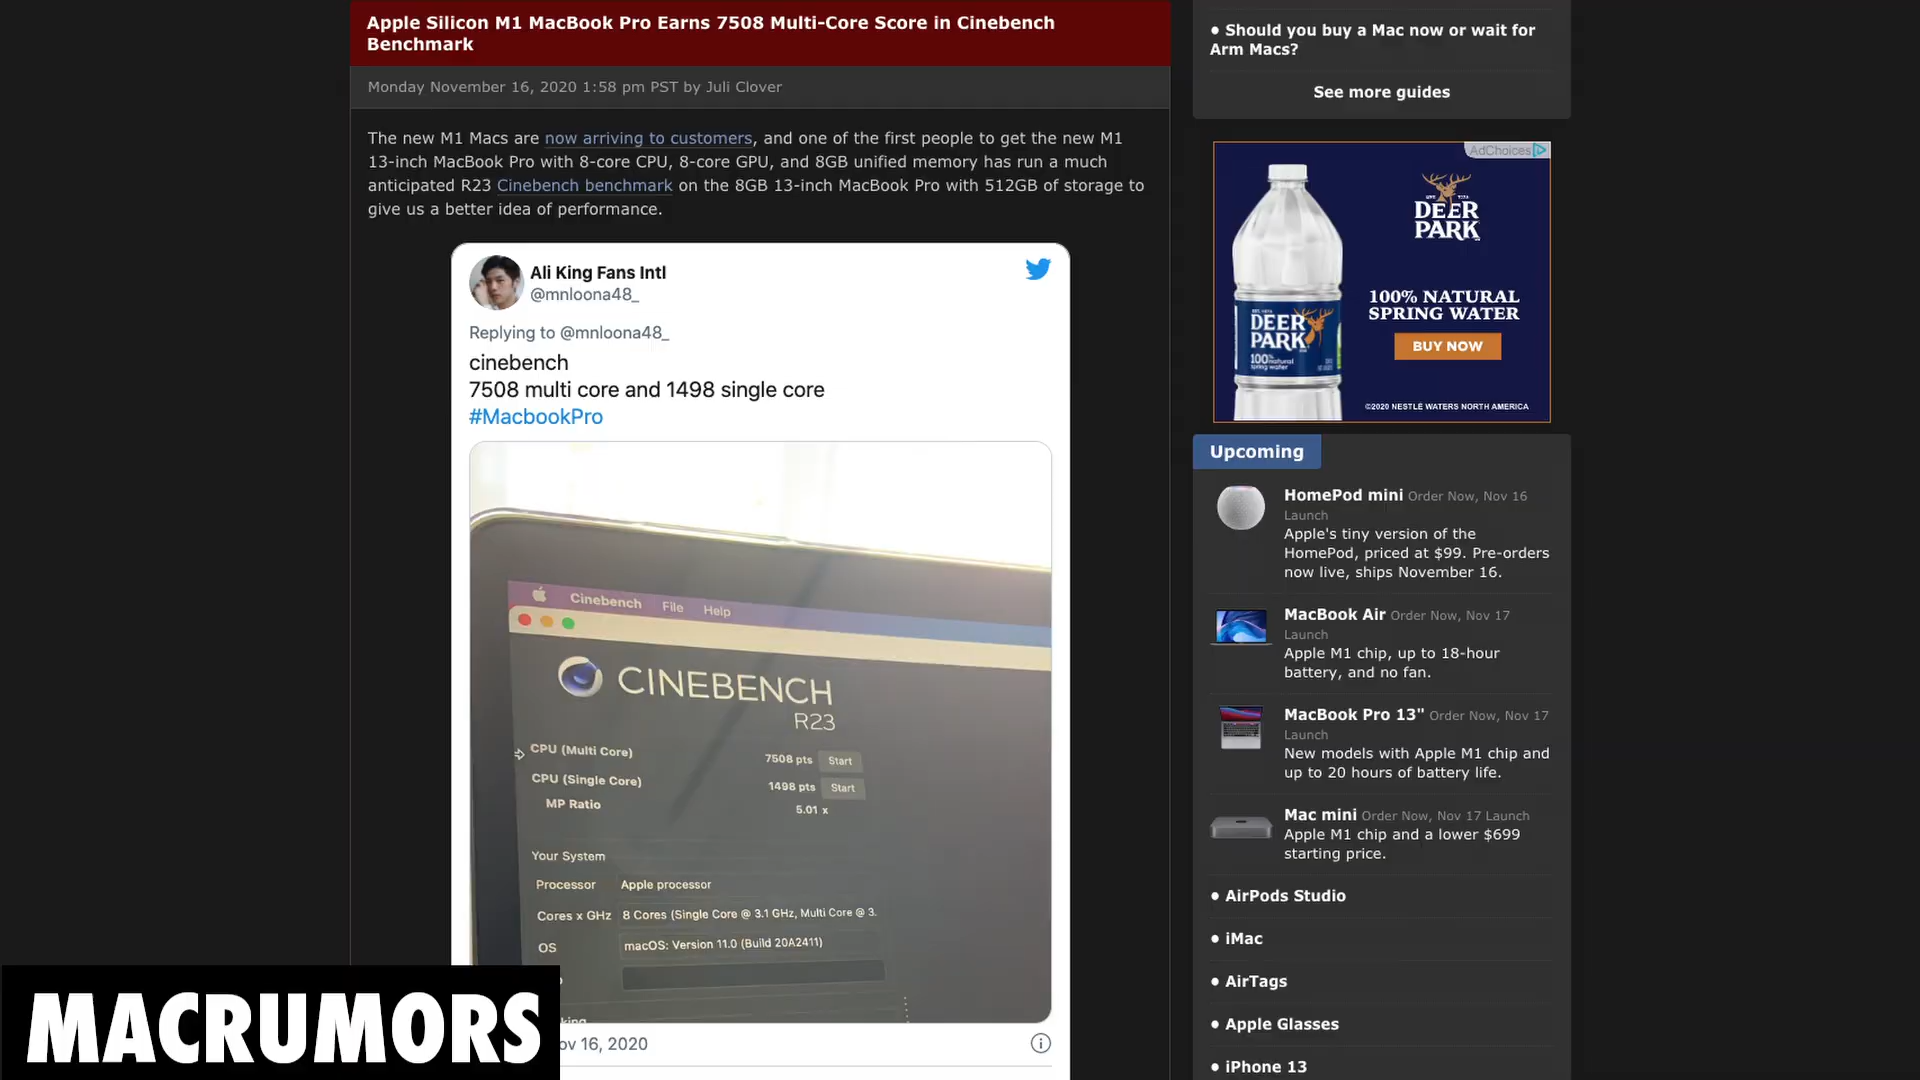 Apple Silicon M1 MacBook Pro Earns 7508 Multi-Core Score in Cinebench
Benchmark
Monday November 16, 2020 1:58 pm PST by Juli Clover
The new M1 Macs are now arriving to customers, and one of the first people to get the new M1
13-inch MacBook Pro with 8-core CPU, 8-core GPU, and 8GB unified memory has run a much
anticipated R23 Cinebench benchmark on the 8GB 13-inch MacBook Pro with 512GB of storage to
give us a better idea of performance.
Ali King Fans Intl
@mnloona48_
Replying to @mnloona48_
cinebench
7508 multi core and 1498 single core
#MacbookPro
Cinebench File Help
CINEBENCH
R23
CPU (Multi Core) 7508 pts Start
CPU (Single Core) 1498 pts Start
MP Ratio 5.01 x
Your System
Processor Apple processor
Cores x GHz 8 Cores (Single Core @ 3.1 GHz, Multi Core @ 3.
OS macOS: Version 11.0 (Build 20A2411)
ov 16, 2020
MACRUMORS
• Should you buy a Mac now or wait for
Arm Macs?
See more guides
AdChoices
DEER
PARK
100% NATURAL
SPRING WATER
BUY NOW
©2020 NESTLÉ WATERS NORTH AMERICA
DEER
PARK
100% natural
spring water
Upcoming
HomePod mini Order Now, Nov 16
Launch
Apple's tiny version of the
HomePod, priced at $99. Pre-orders
now live, ships November 16.
MacBook Air Order Now, Nov 17
Launch
Apple M1 chip, up to 18-hour
battery, and no fan.
MacBook Pro 13" Order Now, Nov 17
Launch
New models with Apple M1 chip and
up to 20 hours of battery life.
Mac mini Order Now, Nov 17 Launch
Apple M1 chip and a lower $699
starting price.
• AirPods Studio
• iMac
• AirTags
• Apple Glasses
• iPhone 13